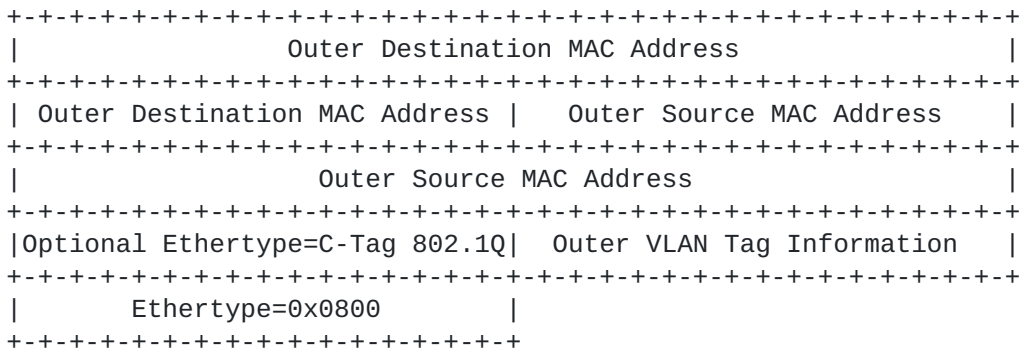 +-+-+-+-+-+-+-+-+-+-+-+-+-+-+-+-+-+-+-+-+-+-+-+-+-+-+-+-+-+-+-+-+
|                 Outer Destination MAC Address                 |
+-+-+-+-+-+-+-+-+-+-+-+-+-+-+-+-+-+-+-+-+-+-+-+-+-+-+-+-+-+-+-+-+
| Outer Destination MAC Address |   Outer Source MAC Address    |
+-+-+-+-+-+-+-+-+-+-+-+-+-+-+-+-+-+-+-+-+-+-+-+-+-+-+-+-+-+-+-+-+
|                   Outer Source MAC Address                    |
+-+-+-+-+-+-+-+-+-+-+-+-+-+-+-+-+-+-+-+-+-+-+-+-+-+-+-+-+-+-+-+-+
|Optional Ethertype=C-Tag 802.1Q|  Outer VLAN Tag Information   |
+-+-+-+-+-+-+-+-+-+-+-+-+-+-+-+-+-+-+-+-+-+-+-+-+-+-+-+-+-+-+-+-+
|       Ethertype=0x0800        |
+-+-+-+-+-+-+-+-+-+-+-+-+-+-+-+-+